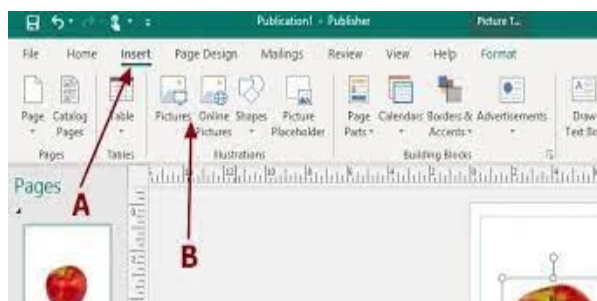 Publication1 - Publisher
Picture T...
File Home Insert Page Design Mailings Review View Help Format
Page Catalog Pages Table Pictures Online Pictures Shapes Picture Placeholder Page Parts Calendars Borders & Accents Advertisements Draw Text Bo
Pages Tables Illustrations Building Blocks
Pages
A
B